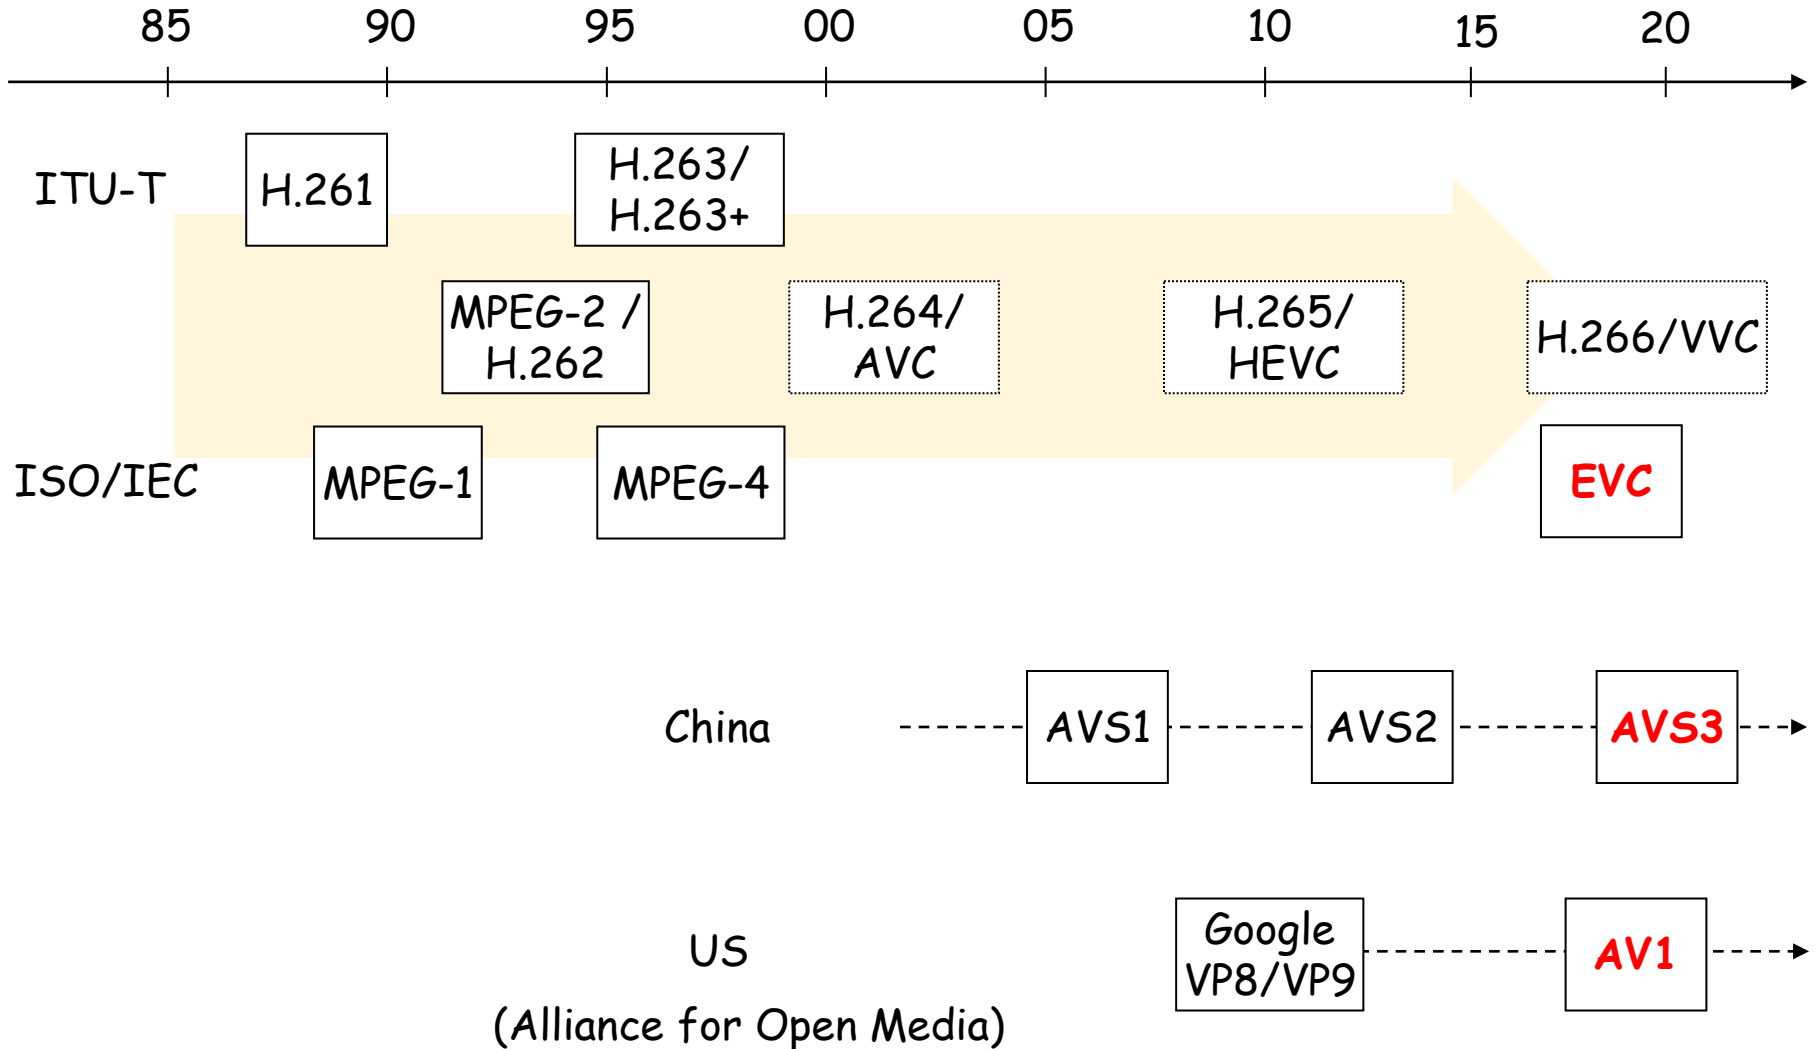 85 90 95 00 05 10 15 20
ITU-T
H.261
H.263/
H.263+
MPEG-2 /
H.262
H.264/
AVC
H.265/
HEVC
H.266/VVC
ISO/IEC
MPEG-1
MPEG-4
EVC
China
AVS1
AVS2
AVS3
US
(Alliance for Open Media)
Google
VP8/VP9
AV1